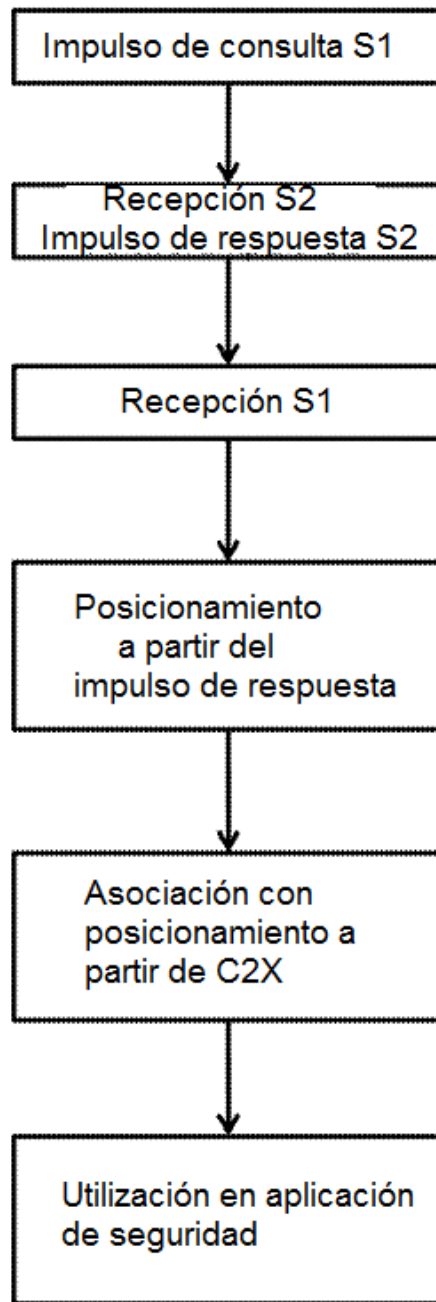 Impulso de consulta S1
Recepción S2
Impulso de respuesta S2
Recepción S1
Posicionamiento
a partir del
impulso de respuesta
Asociación con
posicionamiento a
partir de C2X
Utilización en aplicación
de seguridad